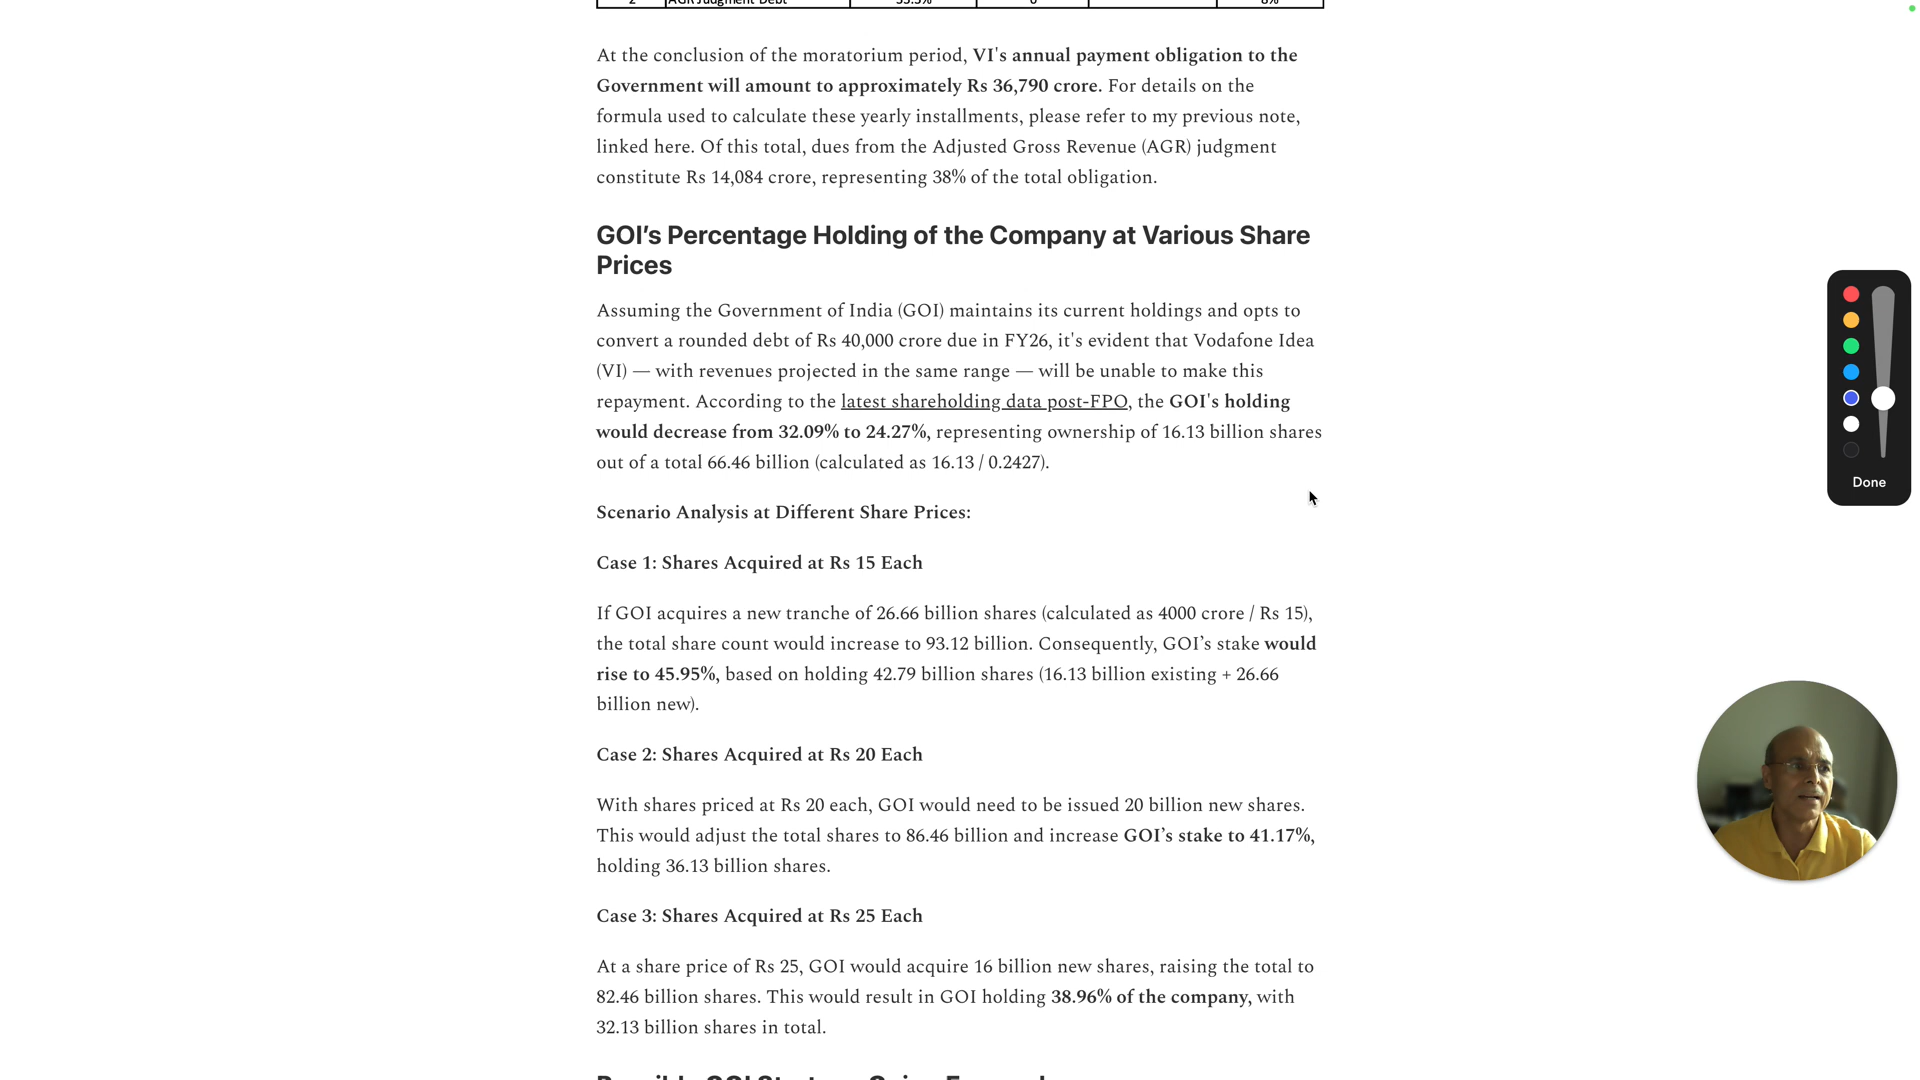 2 AGR Judgment Debt 33.3% 0 8%
At the conclusion of the moratorium period, VI's annual payment obligation to the
Government will amount to approximately Rs 36,790 crore. For details on the
formula used to calculate these yearly installments, please refer to my previous note,
linked here. Of this total, dues from the Adjusted Gross Revenue (AGR) judgment
constitute Rs 14,084 crore, representing 38% of the total obligation.
GOI’s Percentage Holding of the Company at Various Share
Prices
Assuming the Government of India (GOI) maintains its current holdings and opts to
convert a rounded debt of Rs 40,000 crore due in FY26, it's evident that Vodafone Idea
(VI) — with revenues projected in the same range — will be unable to make this
repayment. According to the latest shareholding data post-FPO, the GOI's holding
would decrease from 32.09% to 24.27%, representing ownership of 16.13 billion shares
out of a total 66.46 billion (calculated as 16.13 / 0.2427).
Scenario Analysis at Different Share Prices:
Case 1: Shares Acquired at Rs 15 Each
If GOI acquires a new tranche of 26.66 billion shares (calculated as 4000 crore / Rs 15),
the total share count would increase to 93.12 billion. Consequently, GOI’s stake would
rise to 45.95%, based on holding 42.79 billion shares (16.13 billion existing + 26.66
billion new).
Case 2: Shares Acquired at Rs 20 Each
With shares priced at Rs 20 each, GOI would need to be issued 20 billion new shares.
This would adjust the total shares to 86.46 billion and increase GOI’s stake to 41.17%,
holding 36.13 billion shares.
Case 3: Shares Acquired at Rs 25 Each
At a share price of Rs 25, GOI would acquire 16 billion new shares, raising the total to
82.46 billion shares. This would result in GOI holding 38.96% of the company, with
32.13 billion shares in total.
Done